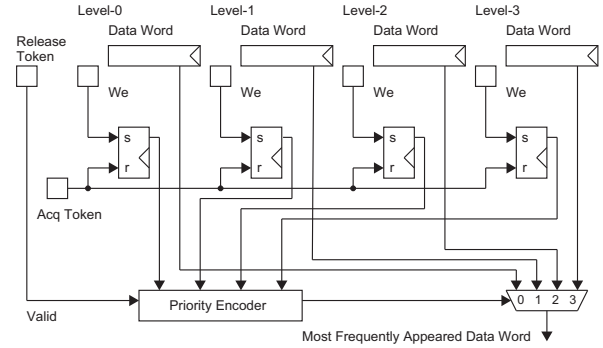 Level-0 Level-1 Level-2 Level-3
Release Token
Data Word Data Word Data Word Data Word
We We We We
s s s s
r r r r
Acq Token
Priority Encoder
0 1 2 3
Valid
Most Frequently Appeared Data Word